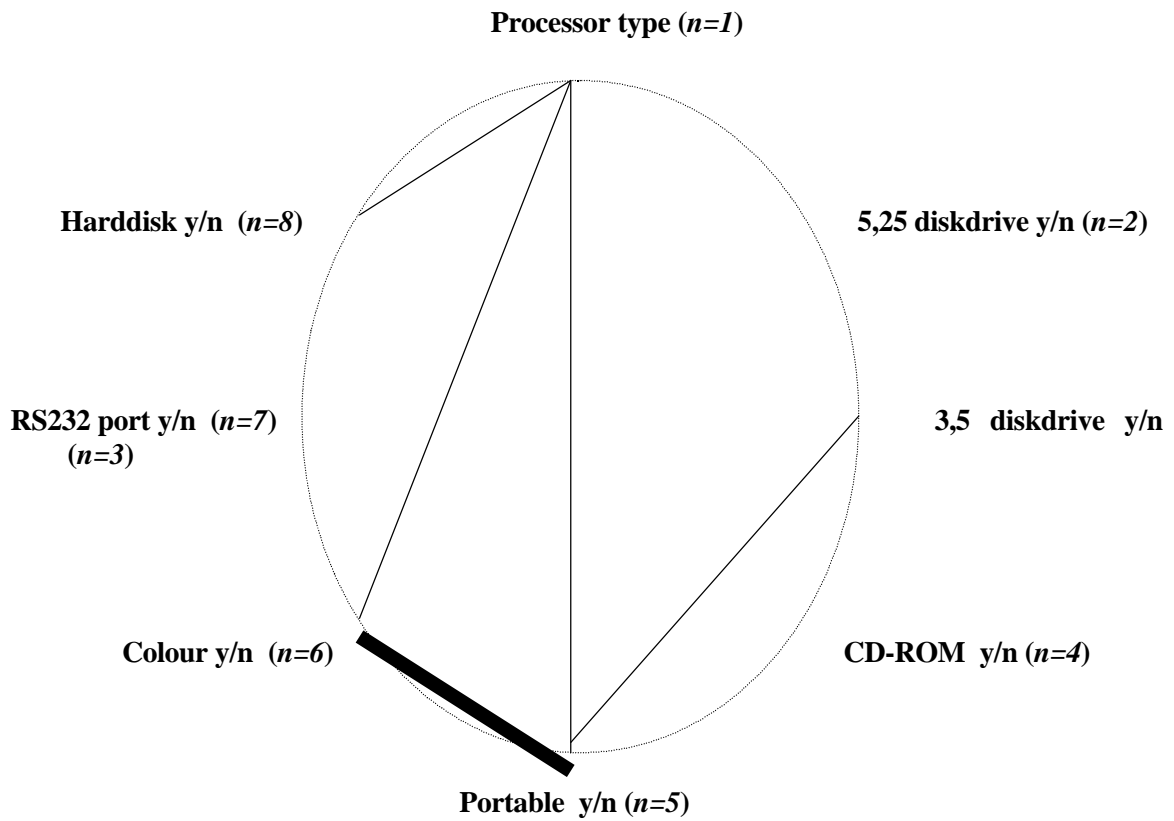 Processor type (n=1)
Harddisk y/n (n=8)
5,25 diskdrive y/n (n=2)
RS232 port y/n (n=7)
3,5 diskdrive y/n
(n=3)
Colour y/n (n=6)
CD-ROM y/n (n=4)
Portable y/n (n=5)